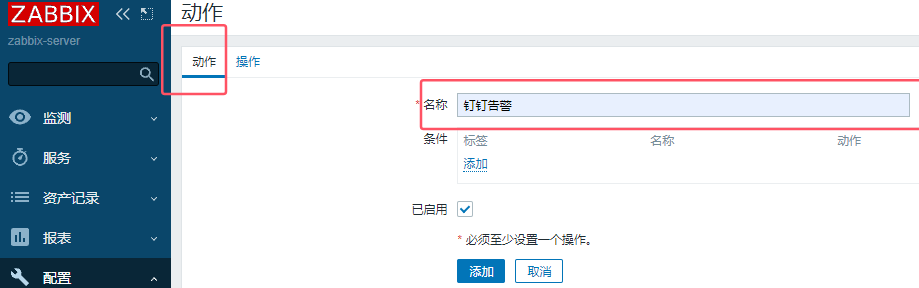 ZABBIX
zabbix-server
监测
服务
资产记录
报表
配置
动作
动作 操作
* 名称 钉钉告警
条件 标签 名称 动作
添加
已启用
* 必须至少设置一个操作。
添加 取消